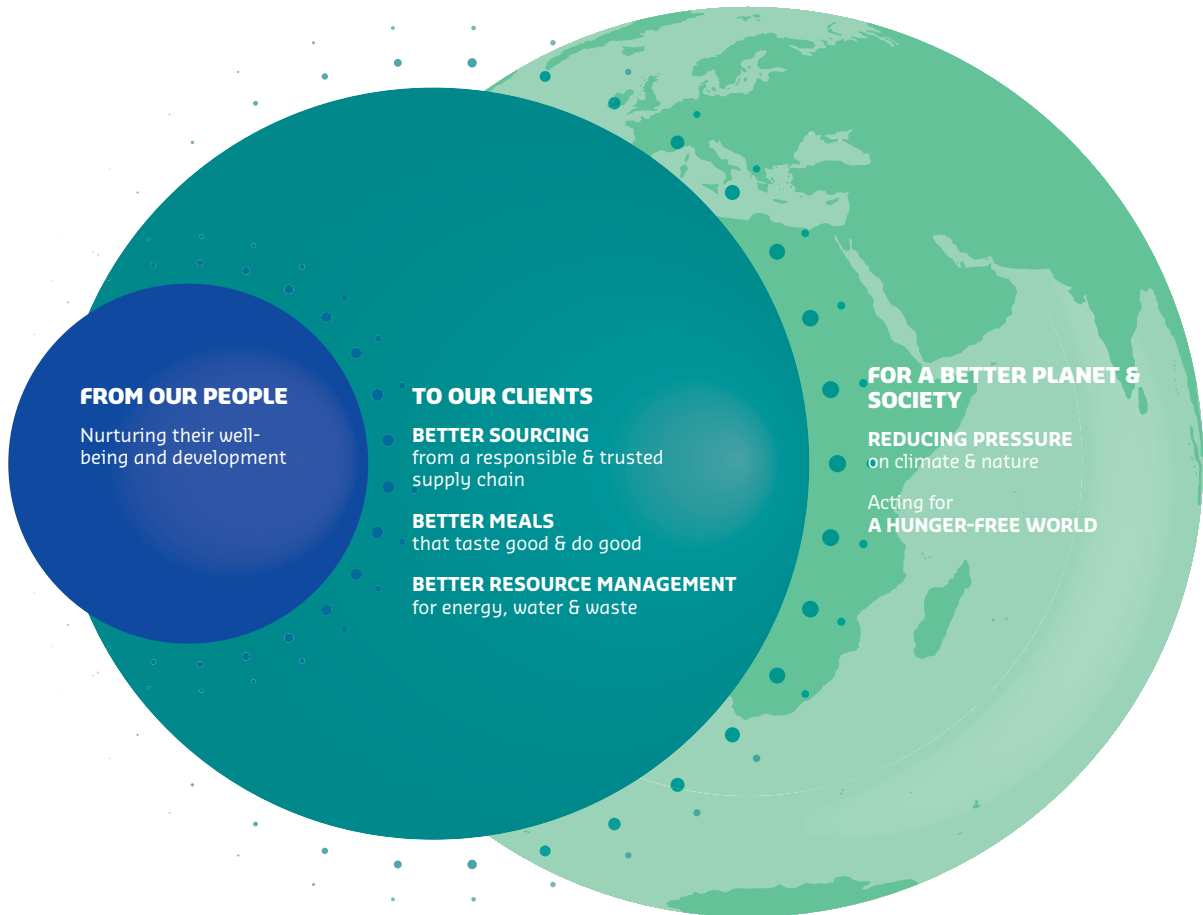 FROM OUR PEOPLE
Nurturing their well-
being and development
TO OUR CLIENTS
BETTER SOURCING
from a responsible & trusted
supply chain
BETTER MEALS
that taste good & do good
BETTER RESOURCE MANAGEMENT
for energy, water & waste
FOR A BETTER PLANET &
SOCIETY
REDUCING PRESSURE
on climate & nature
Acting for
A HUNGER-FREE WORLD